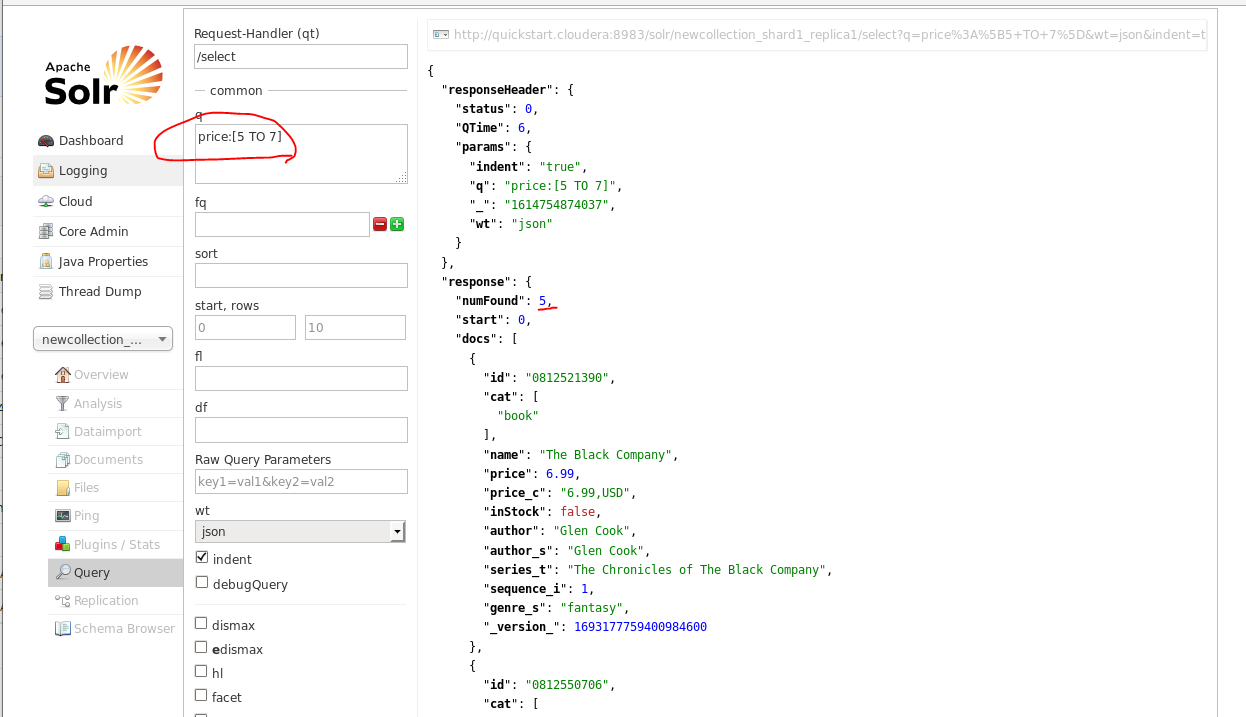 Apache
Solr
Dashboard
Logging
Cloud
Core Admin
Java Properties
Thread Dump
newcollection_...
Overview
Analysis
Dataimport
Documents
Files
Ping
Plugins / Stats
Query
Replication
Schema Browser
Request-Handler (qt)
/select
common
q
price:[5 TO 7]
fq
sort
start, rows
0 10
fl
df
Raw Query Parameters
key1=val1&key2=val2
wt
json
indent
debugQuery
dismax
edismax
hl
facet
http://quickstart.cloudera:8983/solr/newcollection_shard1_replica1/select?q=price%3A%5B5+TO+7%5D&wt=json&indent=t
{
"responseHeader": {
"status": 0,
"QTime": 6,
"params": {
"indent": "true",
"q": "price:[5 TO 7]",
"_": "1614754874037",
"wt": "json"
}
},
"response": {
"numFound": 5,
"start": 0,
"docs": [
{
"id": "0812521390",
"cat": [
"book"
],
"name": "The Black Company",
"price": 6.99,
"price_c": "6.99,USD",
"inStock": false,
"author": "Glen Cook",
"author_s": "Glen Cook",
"series_t": "The Chronicles of The Black Company",
"sequence_i": 1,
"genre_s": "fantasy",
"_version_": 1693177759400984600
},
{
"id": "0812550706",
"cat": [